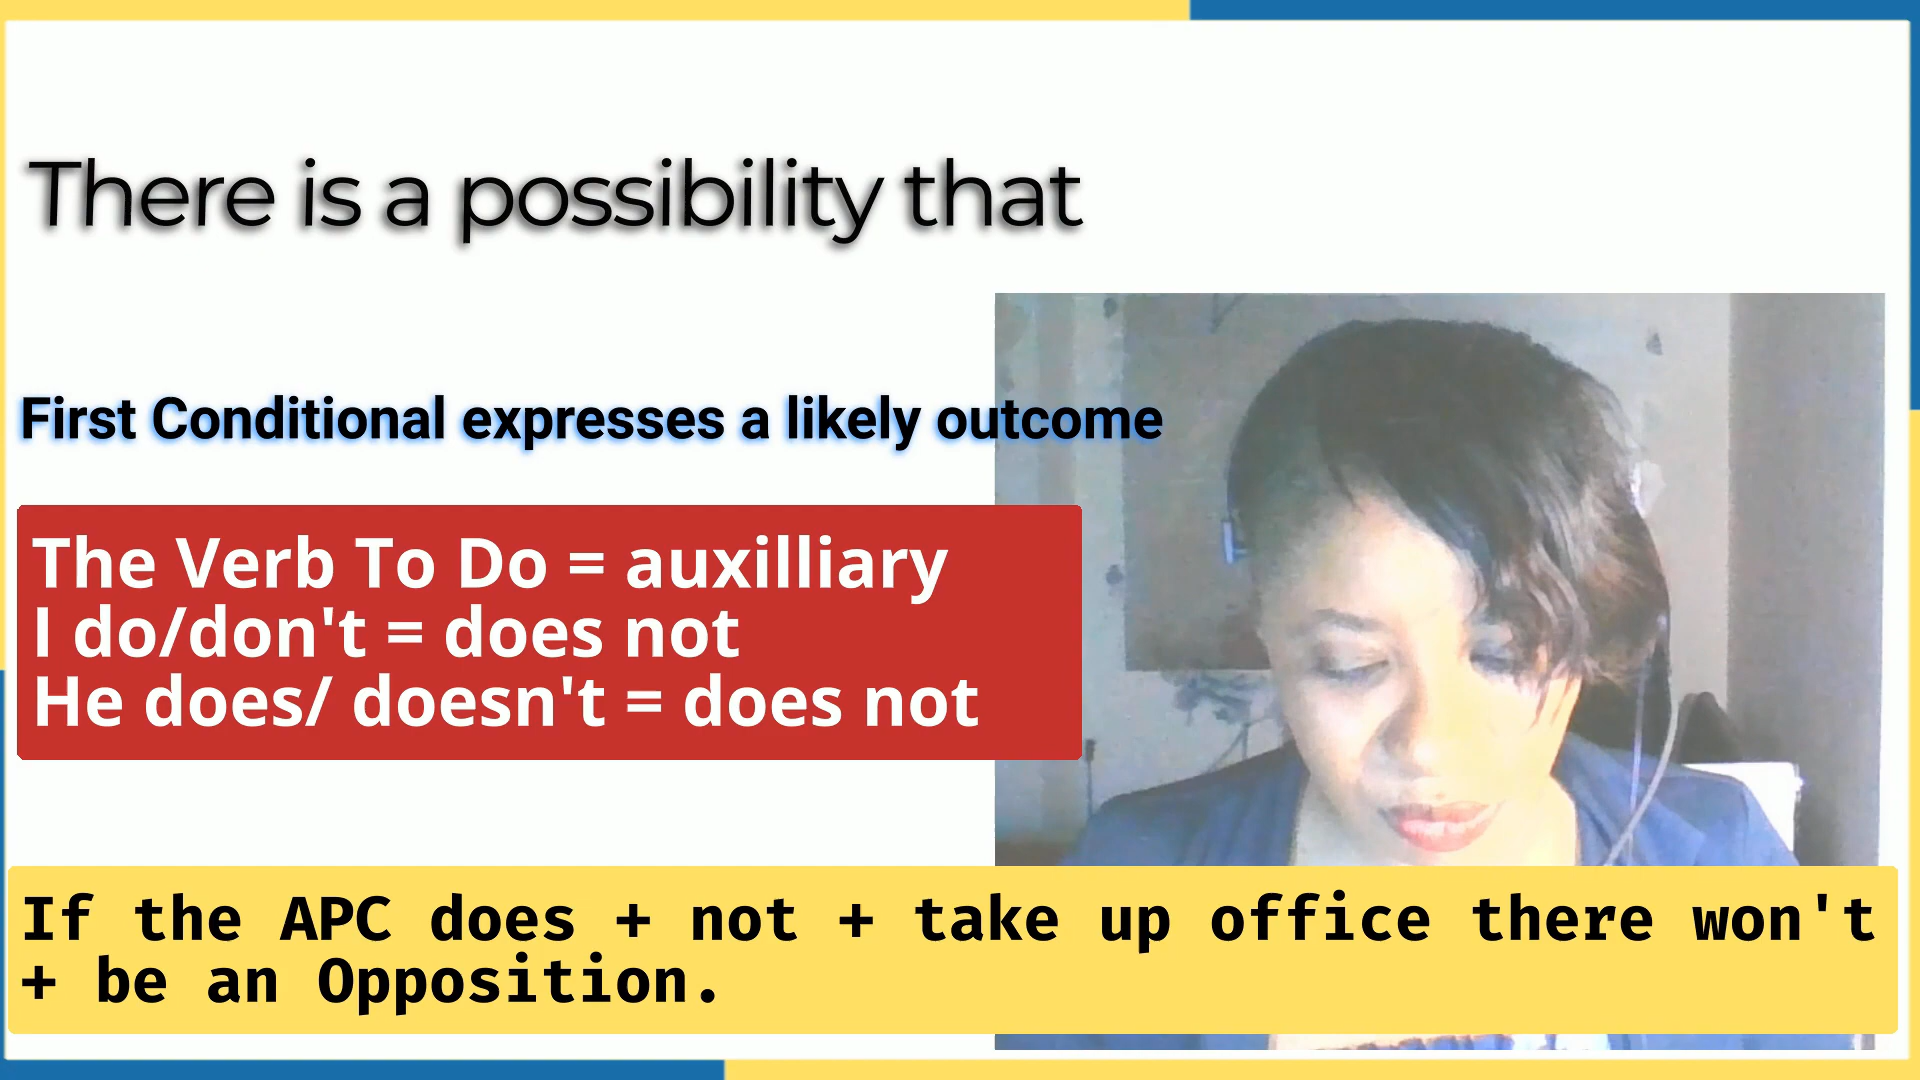 There is a possibility that
First Conditional expresses a likely outcome
The Verb To Do = auxilliary
I do/don't = does not
He does/ doesn't = does not
If the APC does + not + take up office there won't
+ be an Opposition.